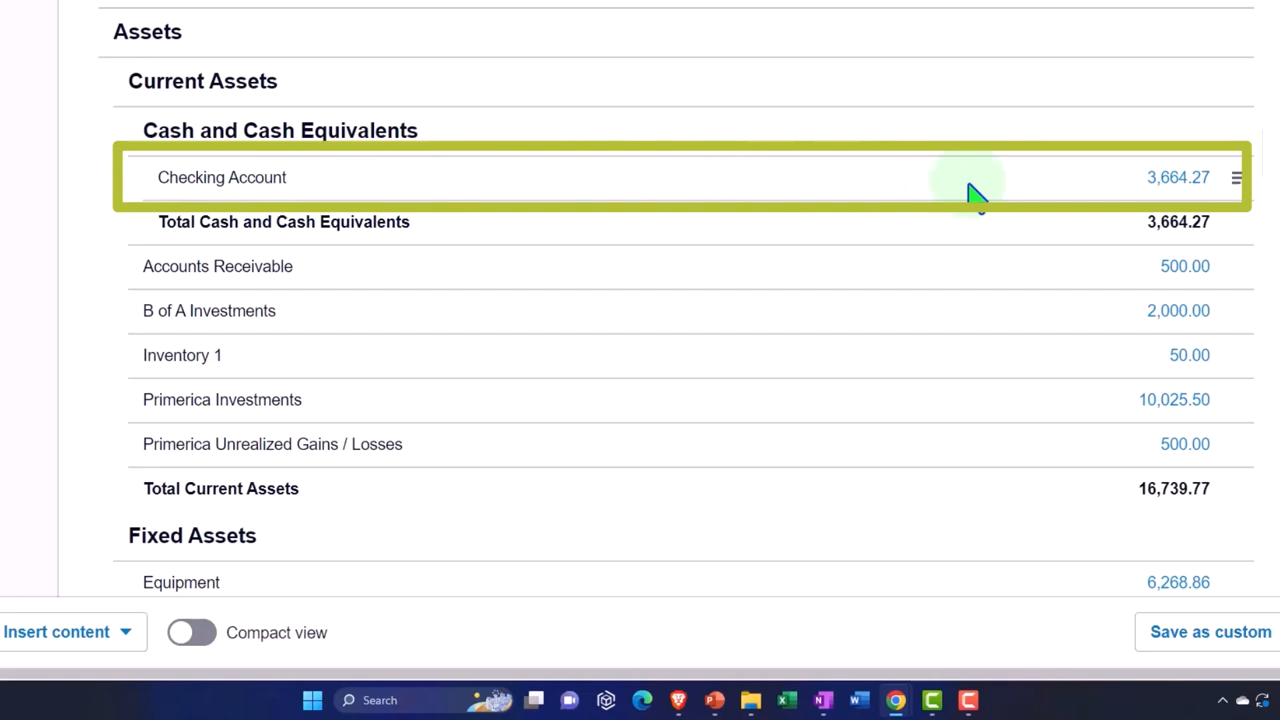 Assets
Current Assets
Cash and Cash Equivalents
Checking Account 3,664.27
Total Cash and Cash Equivalents 3,664.27
Accounts Receivable 500.00
B of A Investments 2,000.00
Inventory 1 50.00
Primerica Investments 10,025.50
Primerica Unrealized Gains / Losses 500.00
Total Current Assets 16,739.77
Fixed Assets
Equipment 6,268.86
Insert content Compact view Save as custom
Search